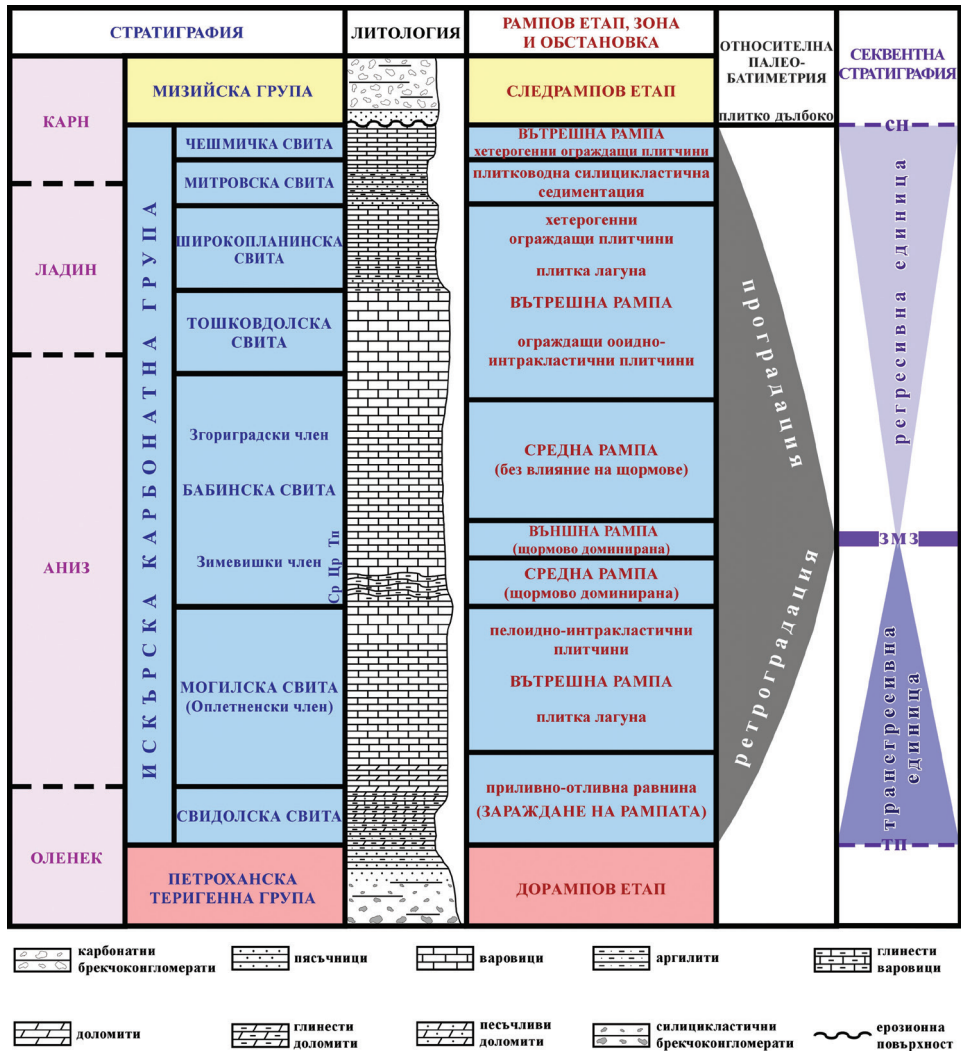 СТРАТИГРАФИЯ
ЛИТОЛОГИЯ
РАМПОВ ЕТАП, ЗОНА
И ОБСТАНОВКА
ОТНОСИТЕЛНА
ПАЛЕО-
БАТИМЕТРИЯ
плитко дълбоко
СЕКВЕНТНА
СТРАТИГРАФИЯ
КАРН
ЛАДИН
АНИЗ
ОЛЕНЕК
МИЗИЙСКА ГРУПА
ИСКЪРСКА КАРБОНАТНА ГРУПА
ЧЕШМИЧКА СВИТА
МИТРОВСКА СВИТА
ШИРОКОПЛАНИНСКА
СВИТА
ТОШКОВДОЛСКА
СВИТА
Згориградски член
БАБИНСКА СВИТА
Зимевишки член
Ср Цр Тп
МОГИЛСКА СВИТА
(Оплетненски член)
СВИДОЛСКА СВИТА
ПЕТРОХАНСКА
ТЕРИГЕННА ГРУПА
СЛЕДРАМПОВ ЕТАП
ВЪТРЕШНА РАМПА
хетерогенни ограждащи плитчини
плитководна силицикластична
седиментация
хетерогенни
ограждащи плитчини
плитка лагуна
ВЪТРЕШНА РАМПА
ограждащи ооидно-
интракластични плитчини
СРЕДНА РАМПА
(без влияние на щормове)
ВЪНШНА РАМПА
(щормово доминирана)
СРЕДНА РАМПА
(щормово доминирана)
пелоидно-интракластични
плитчини
ВЪТРЕШНА РАМПА
плитка лагуна
приливно-отливна равнина
(ЗАРАЖДАНЕ НА РАМПАТА)
ДОРАМПОВ ЕТАП
проградация
ретроградация
СН
регресивна единица
ЗМЗ
трансгресивна
единица
ТП
карбонатни
брекчоконгломерати
пясъчници
варовици
аргилити
глинести
варовици
доломити
глинести
доломити
песъчливи
доломити
силицикластични
брекчоконгломерати
ерозионна
повърхност